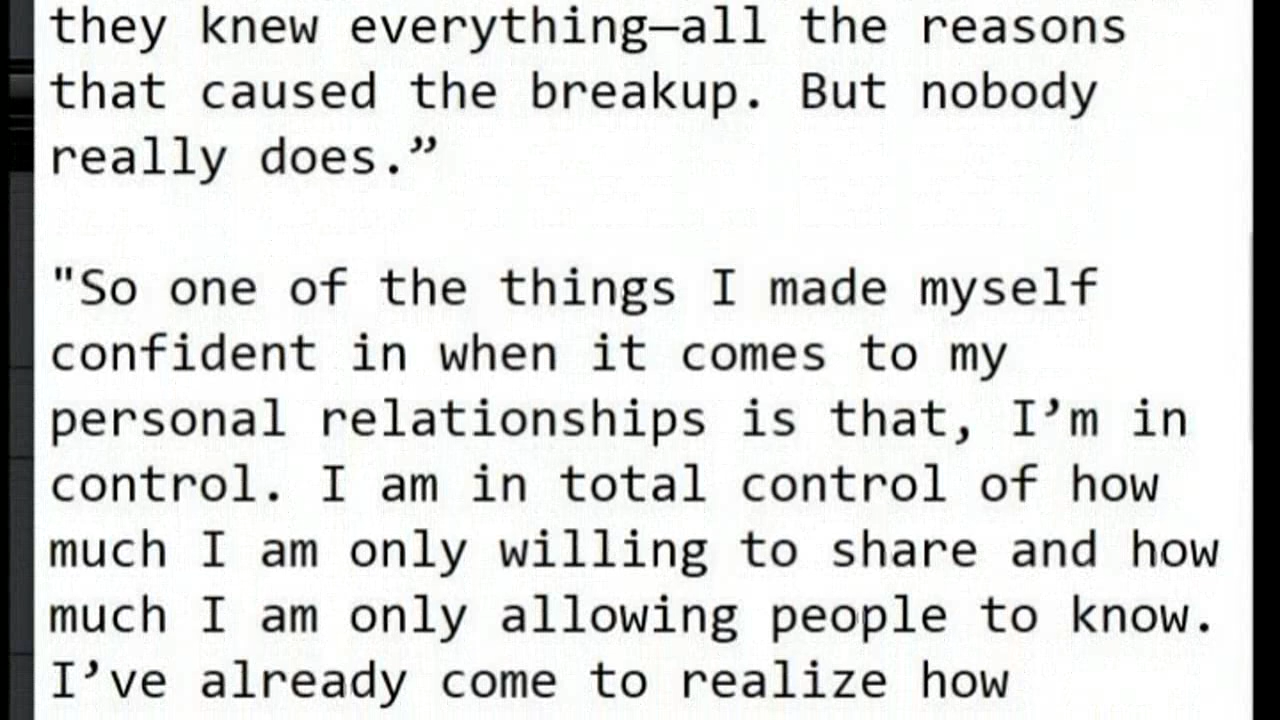 they knew everything—all the reasons
that caused the breakup. But nobody
really does.”
"So one of the things I made myself
confident in when it comes to my
personal relationships is that, I’m in
control. I am in total control of how
much I am only willing to share and how
much I am only allowing people to know.
I’ve already come to realize how